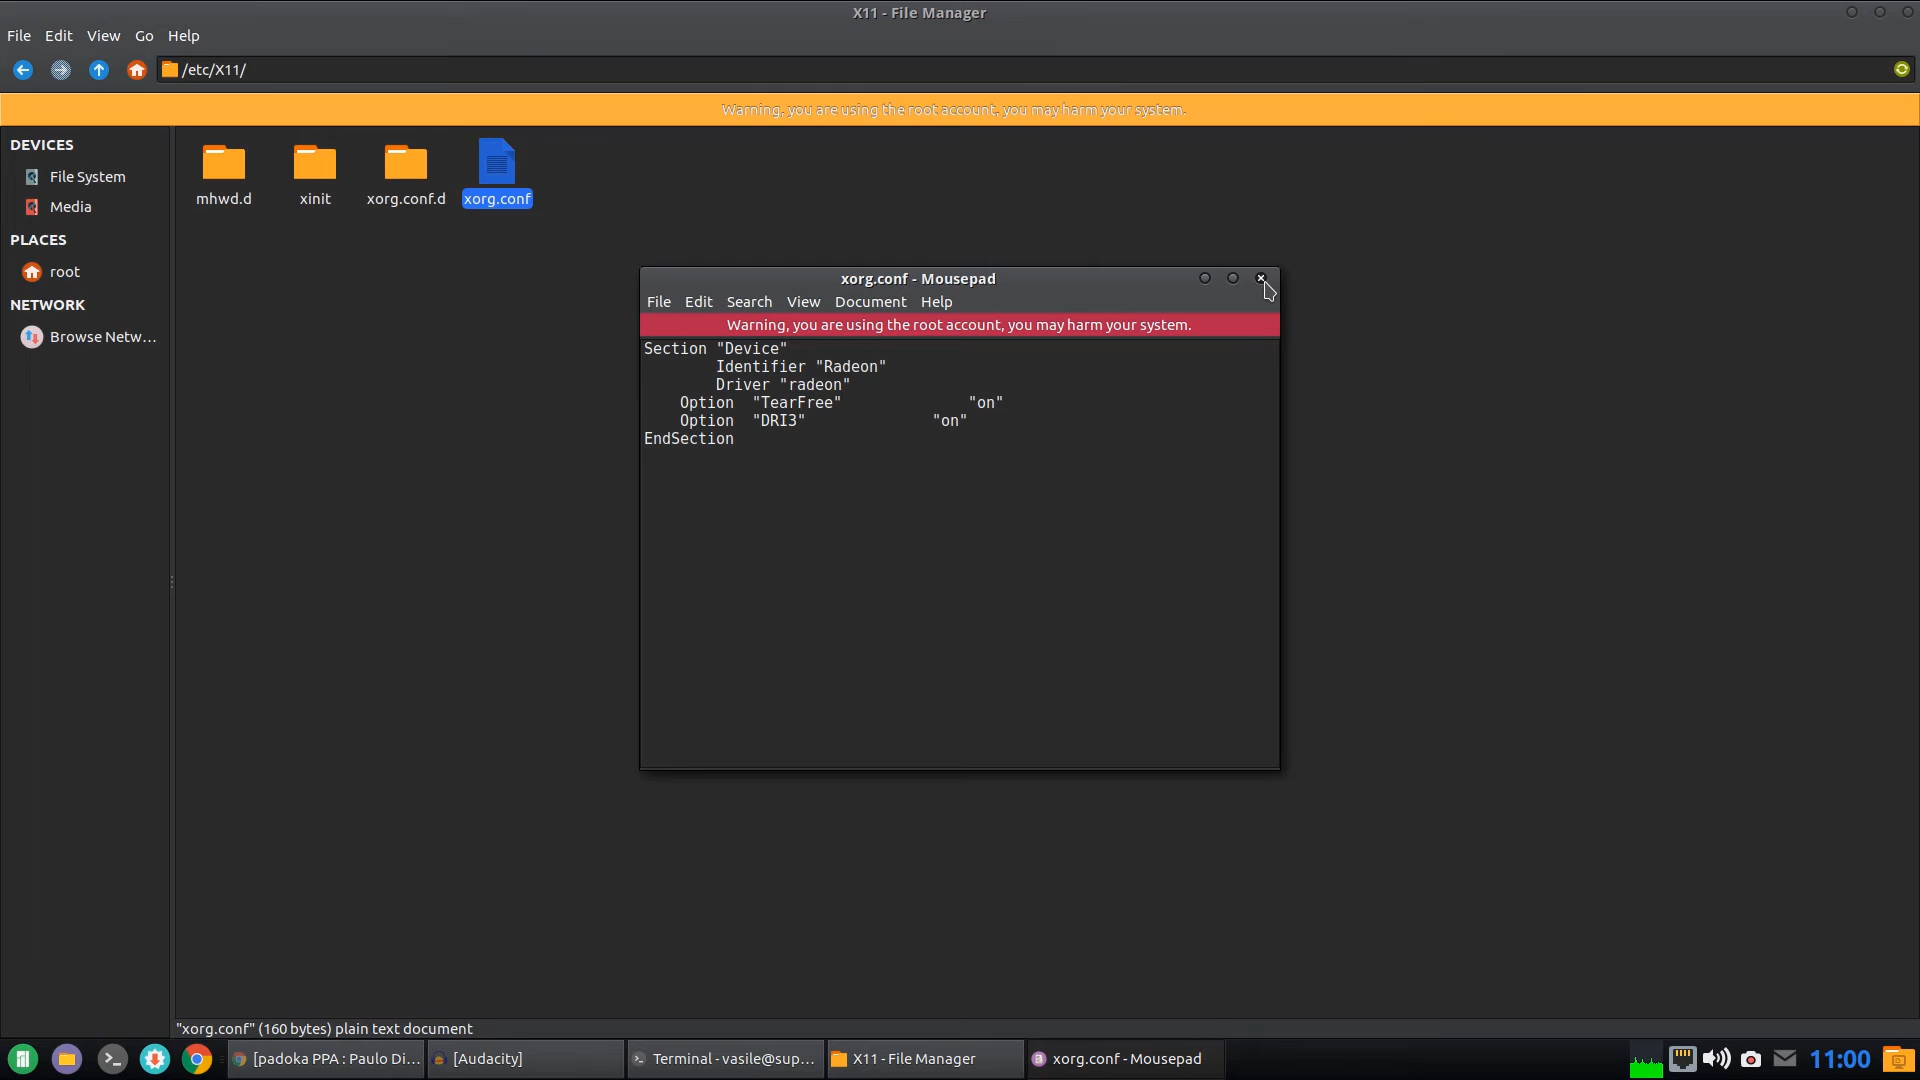 X11 - File Manager
File Edit View Go Help
/etc/X11/
Warning, you are using the root account, you may harm your system.
DEVICES
File System
Media
PLACES
root
NETWORK
Browse Netw...
mhwd.d xinit xorg.conf.d xorg.conf
xorg.conf - Mousepad
File Edit Search View Document Help
Warning, you are using the root account, you may harm your system.
Section "Device"
        Identifier "Radeon"
        Driver "radeon"
    Option  "TearFree"              "on"
    Option  "DRI3"              "on"
EndSection
"xorg.conf" (160 bytes) plain text document
[padoka PPA : Paulo Di... [Audacity] Terminal - vasile@sup... X11 - File Manager xorg.conf - Mousepad 11:00